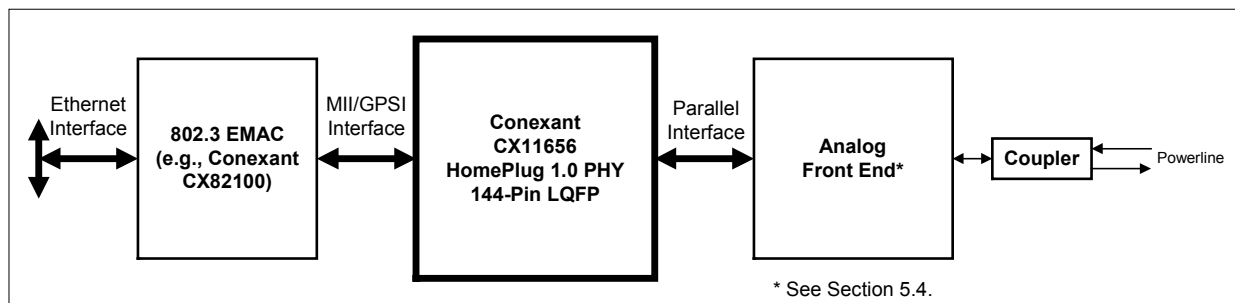 Ethernet
Interface
802.3 EMAC
(e.g., Conexant
CX82100)
MII/GPSI
Interface
Conexant
CX11656
HomePlug 1.0 PHY
144-Pin LQFP
Parallel
Interface
Analog
Front End*
Coupler
Powerline
* See Section 5.4.